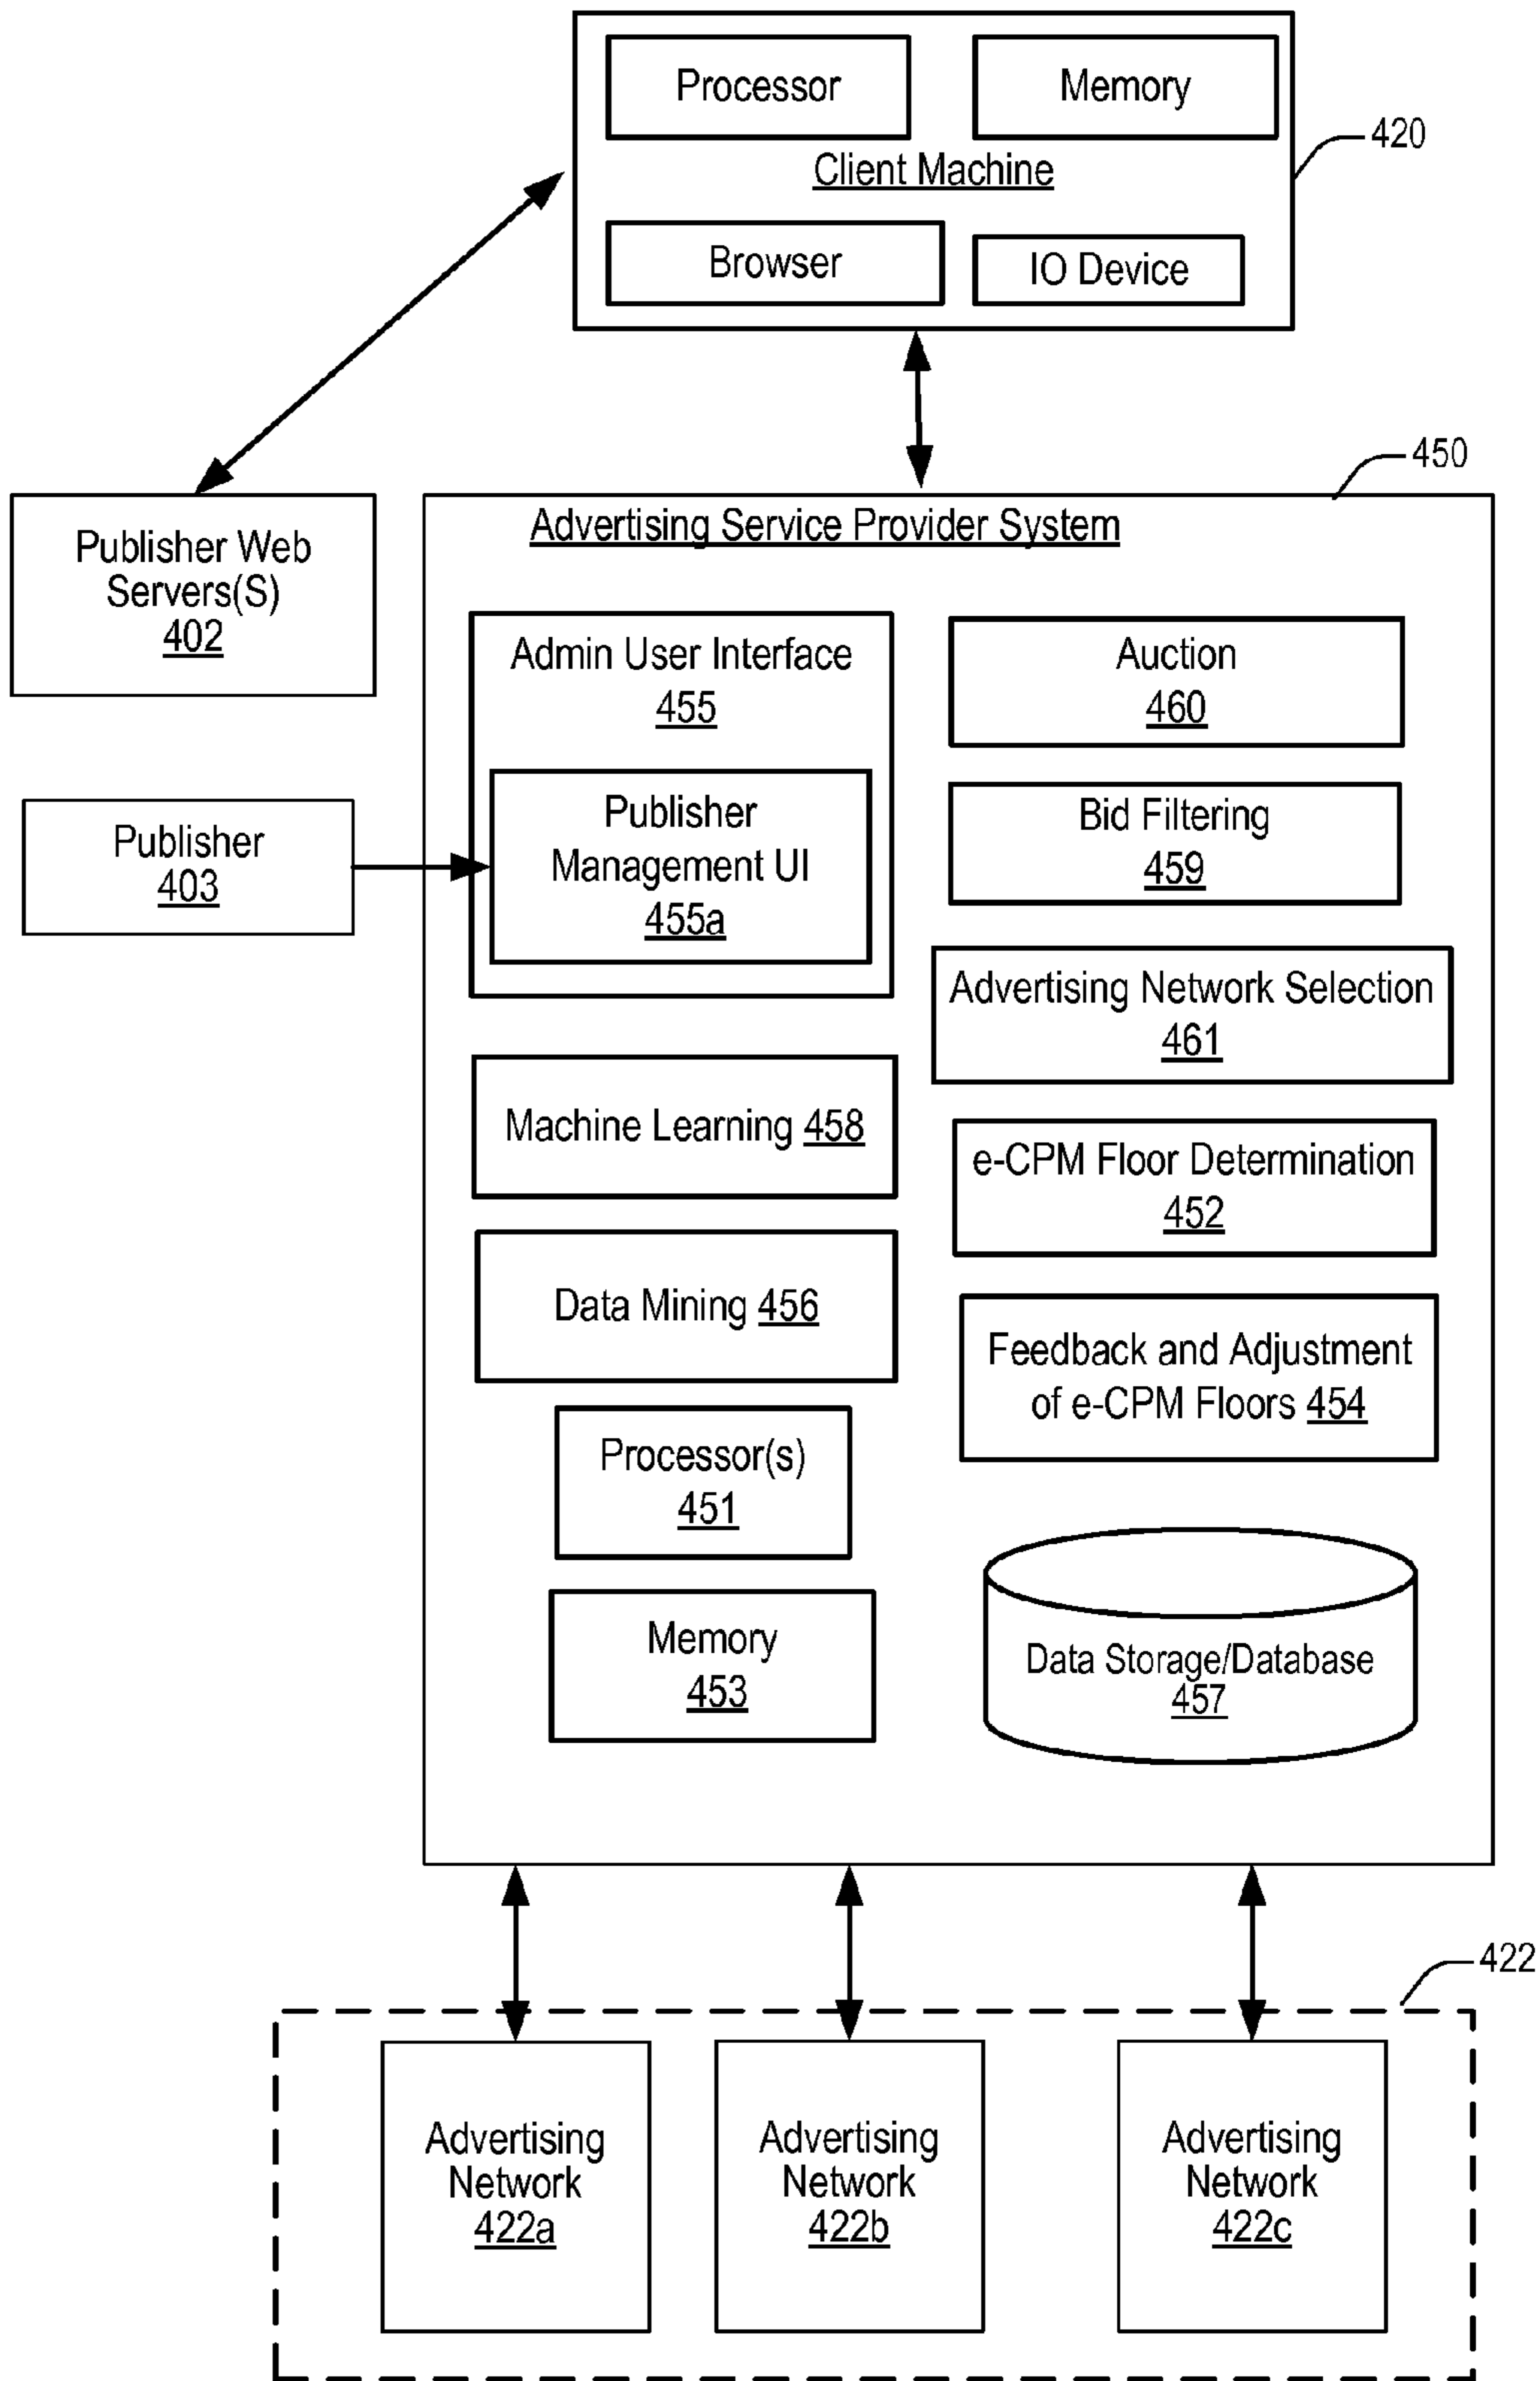 Processor
Memory
Client Machine
420
Browser
IO Device
450
Advertising Service Provider System
Publisher Web
Servers(S)
402
Admin User Interface
455
Auction
460
Publisher
403
Publisher
Management UI
455a
Bid Filtering
459
Advertising Network Selection
461
Machine Learning 458
e-CPM Floor Determination
452
Data Mining 456
Feedback and Adjustment
of e-CPM Floors 454
Processor(s)
451
Memory
453
Data Storage/Database
457
422
Advertising
Network
422a
Advertising
Network
422b
Advertising
Network
422c